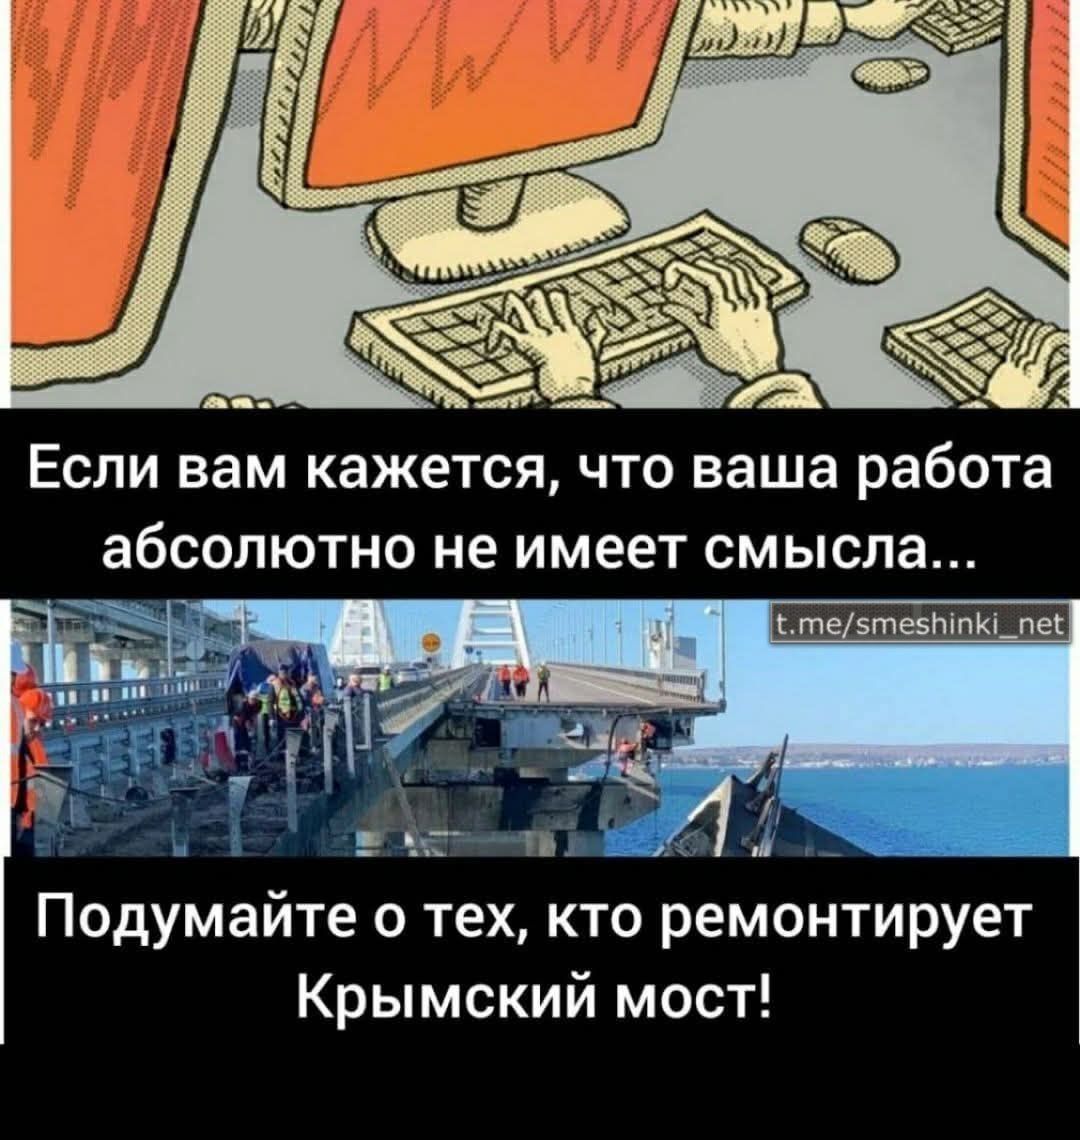 Если вам кажется, что ваша работа
абсолютно не имеет смысла...
t.me/smeshinki_net
Подумайте о тех, кто ремонтирует
Крымский мост!